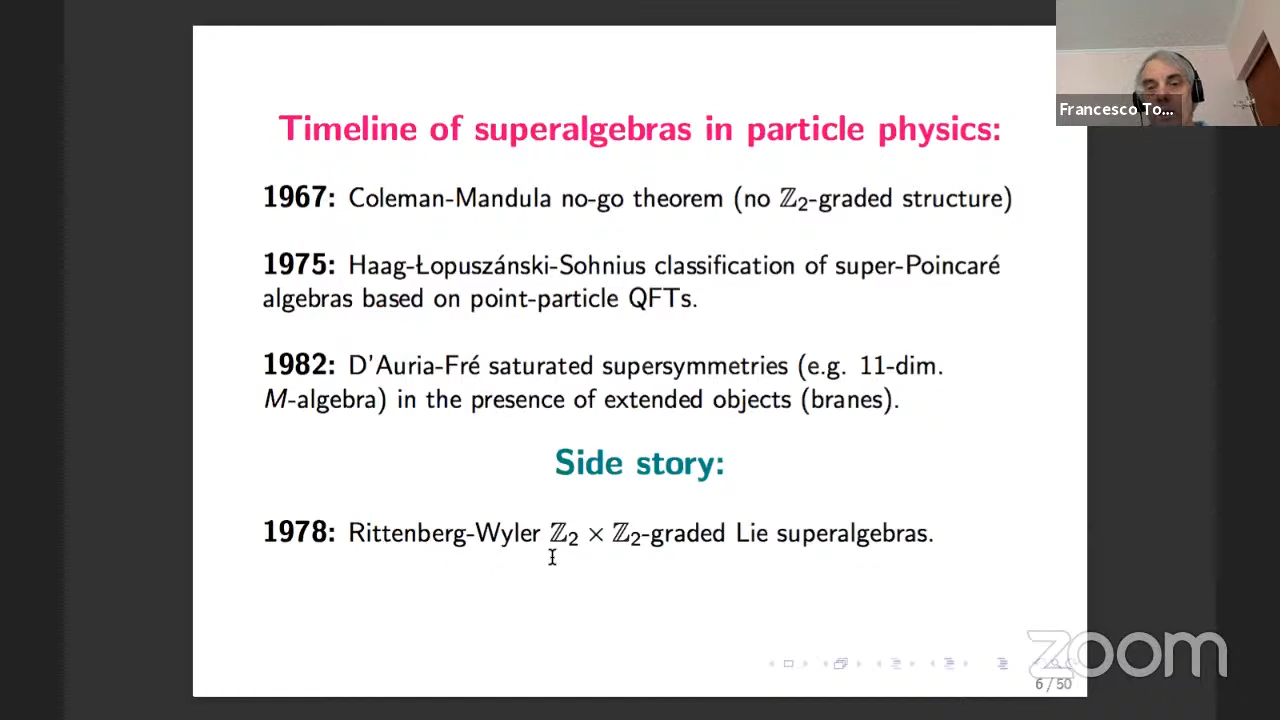 Timeline of superalgebras in particle physics:
Francesco To...
1967: Coleman-Mandula no-go theorem (no ℤ₂-graded structure)
1975: Haag-Łopuszánski-Sohnius classification of super-Poincaré
algebras based on point-particle QFTs.
1982: D'Auria-Fré saturated supersymmetries (e.g. 11-dim.
M-algebra) in the presence of extended objects (branes).
Side story:
1978: Rittenberg-Wyler ℤ₂ × ℤ₂-graded Lie superalgebras.
zoom
6 / 50